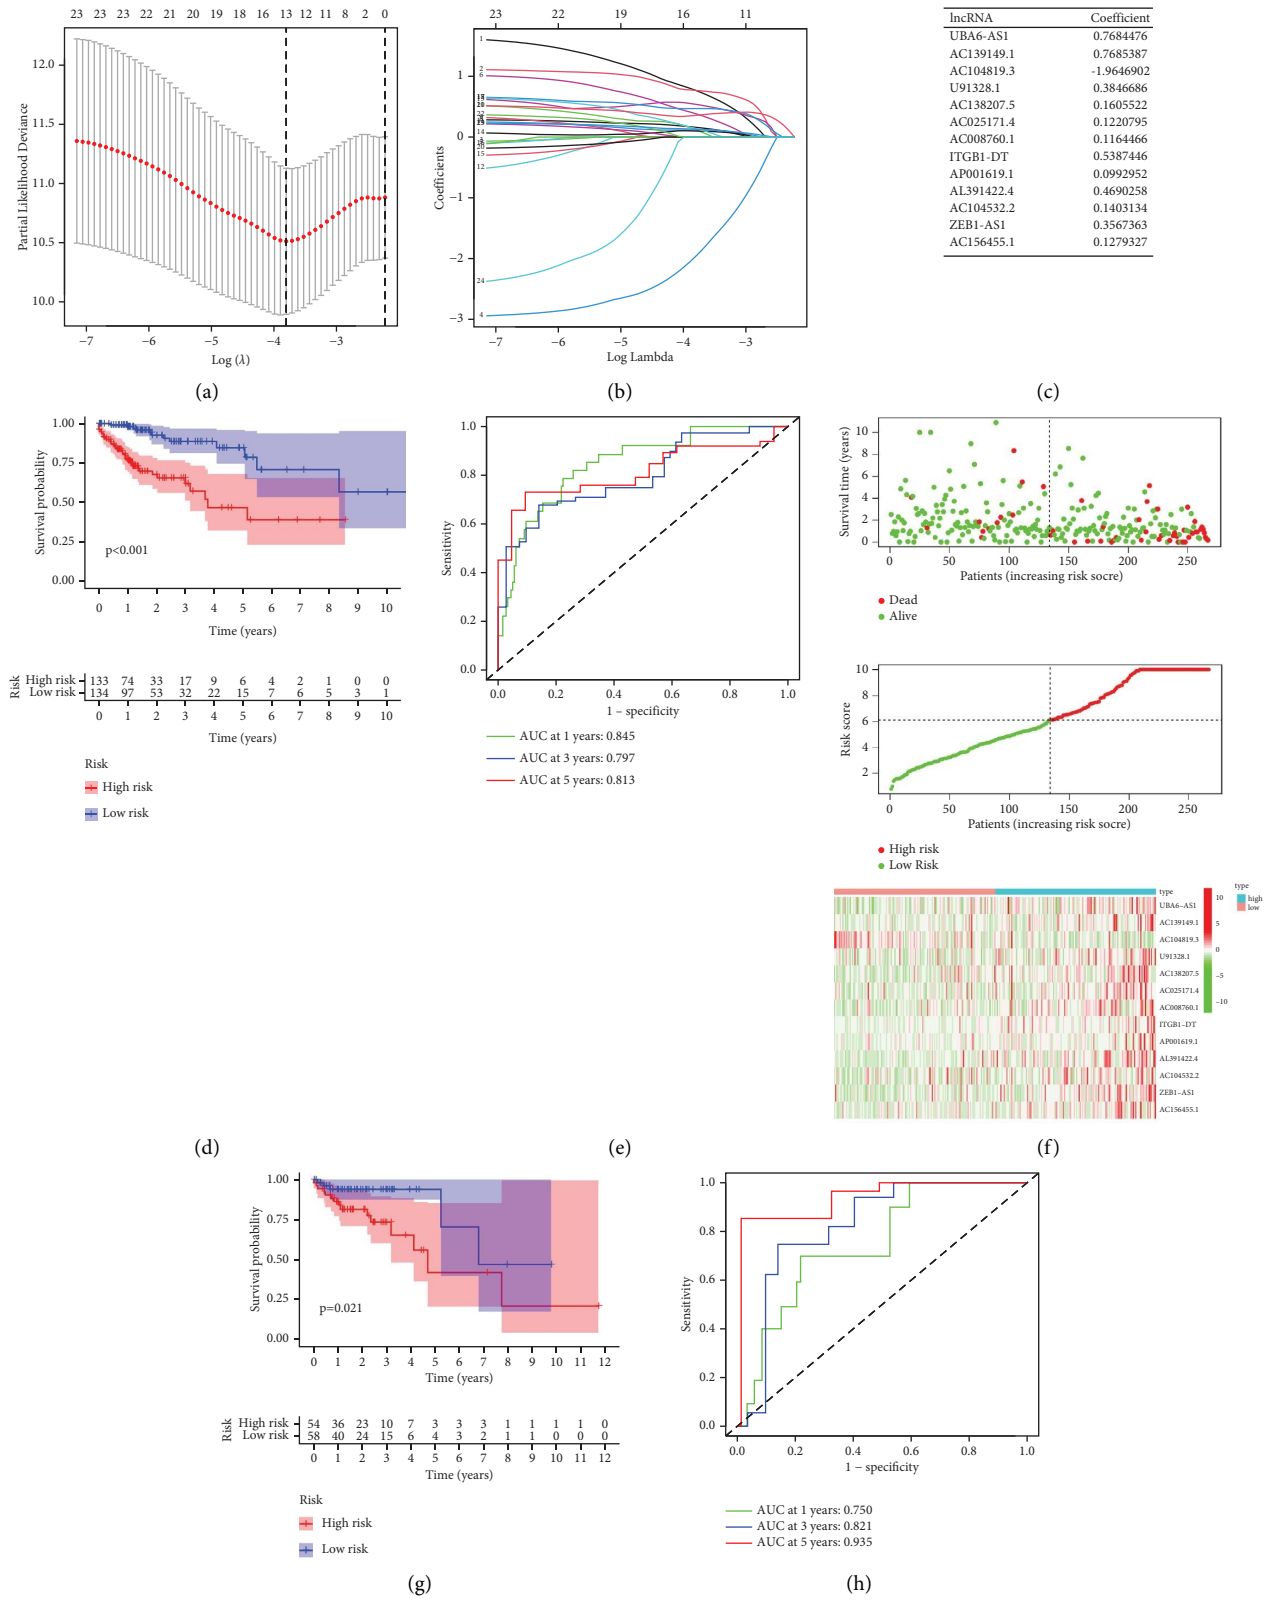 23 23 23 22 21 20 19 18 16 13 12 11 8 2 0
Partial Likelihood Deviance
12.0
11.5
11.0
10.5
10.0
−7 −6 −5 −4 −3
Log (λ)
(a)
23 22 19 16 11
Coefficients
1
0
−1
−2
−3
1
2
6
14
20
15
12
24
4
−7 −6 −5 −4 −3
Log Lambda
(b)
lncRNA Coefficient
UBA6-AS1 0.7684476
AC139149.1 0.7685387
AC104819.3 -1.9646902
U91328.1 0.3846686
AC138207.5 0.1605522
AC025171.4 0.1220795
AC008760.1 0.1164466
ITGB1-DT 0.5387446
AP001619.1 0.0992952
AL391422.4 0.4690258
AC104532.2 0.1403134
ZEB1-AS1 0.3567363
AC156455.1 0.1279327
(c)
Survival probability
1.00
0.75
0.50
0.25
0.00
p<0.001
0 1 2 3 4 5 6 7 8 9 10
Time (years)
Risk
High risk 133 74 33 17 9 6 4 2 1 0 0
Low risk 134 97 53 32 22 15 7 6 5 3 1
0 1 2 3 4 5 6 7 8 9 10
Time (years)
Risk
High risk
Low risk
(d)
Sensitivity
1.0
0.8
0.6
0.4
0.2
0.0
0.0 0.2 0.4 0.6 0.8 1.0
1 − specificity
AUC at 1 years: 0.845
AUC at 3 years: 0.797
AUC at 5 years: 0.813
(e)
Survival time (years)
10
8
6
4
2
0
0 50 100 150 200 250
Patients (increasing risk socre)
Dead
Alive
Risk score
10
8
6
4
2
0 50 100 150 200 250
Patients (increasing risk socre)
High risk
Low Risk
type
UBA6−AS1
AC139149.1
AC104819.3
U91328.1
AC138207.5
AC025171.4
AC008760.1
ITGB1−DT
AP001619.1
AL391422.4
AC104532.2
ZEB1−AS1
AC156455.1
10
5
0
−5
−10
type
high
low
(f)
Survival probability
1.00
0.75
0.50
0.25
0.00
p=0.021
0 1 2 3 4 5 6 7 8 9 10 11 12
Time (years)
Risk
High risk 54 36 23 10 7 3 3 3 1 1 1 1 0
Low risk 58 40 24 15 6 4 3 2 1 1 0 0 0
0 1 2 3 4 5 6 7 8 9 10 11 12
Time (years)
Risk
High risk
Low risk
(g)
Sensitivity
1.0
0.8
0.6
0.4
0.2
0.0
0.0 0.2 0.4 0.6 0.8 1.0
1 − specificity
AUC at 1 years: 0.750
AUC at 3 years: 0.821
AUC at 5 years: 0.935
(h)